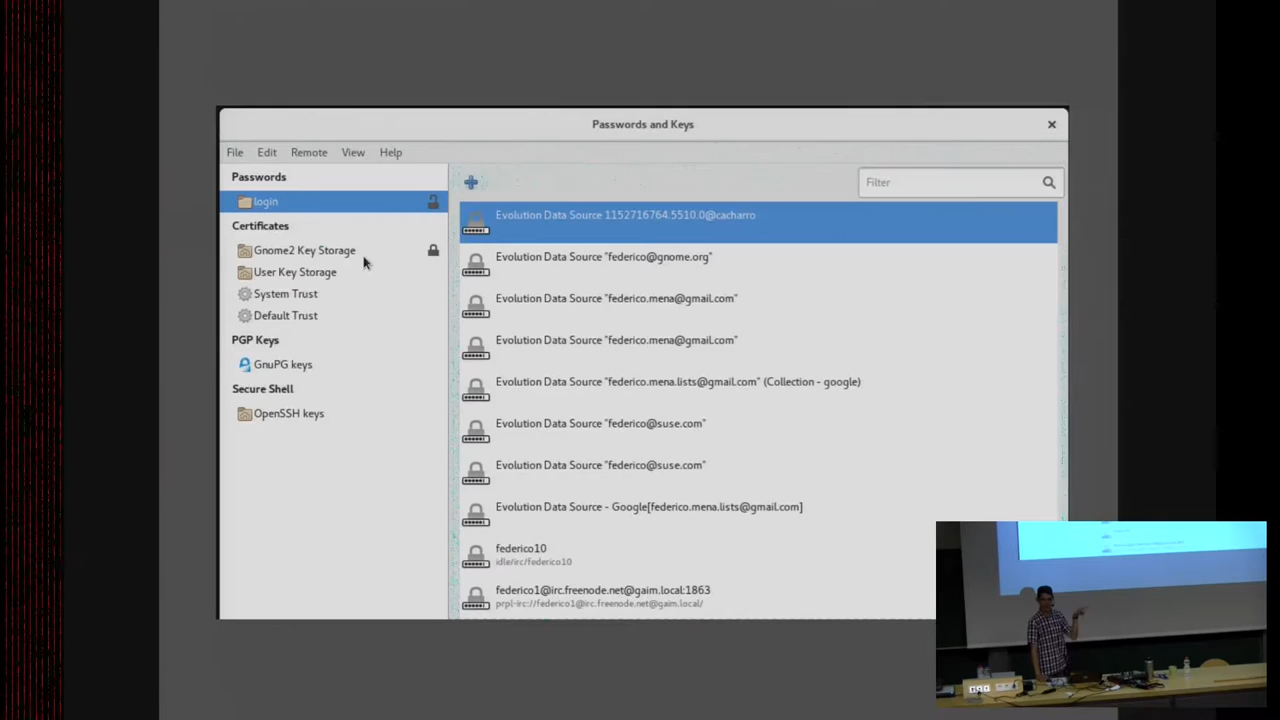 Passwords and Keys
File Edit Remote View Help
Passwords
login
Certificates
Gnome2 Key Storage
User Key Storage
System Trust
Default Trust
PGP Keys
GnuPG keys
Secure Shell
OpenSSH keys
Filter
Evolution Data Source 1152716764.5510.0@cacharro
Evolution Data Source "federico@gnome.org"
Evolution Data Source "federico.mena@gmail.com"
Evolution Data Source "federico.mena@gmail.com"
Evolution Data Source "federico.mena.lists@gmail.com" (Collection - google)
Evolution Data Source "federico@suse.com"
Evolution Data Source "federico@suse.com"
Evolution Data Source - Google[federico.mena.lists@gmail.com]
federico10
idle/irc/federico10
federico1@irc.freenode.net@gaim.local:1863
prpl-irc://federico1@irc.freenode.net@gaim.local/